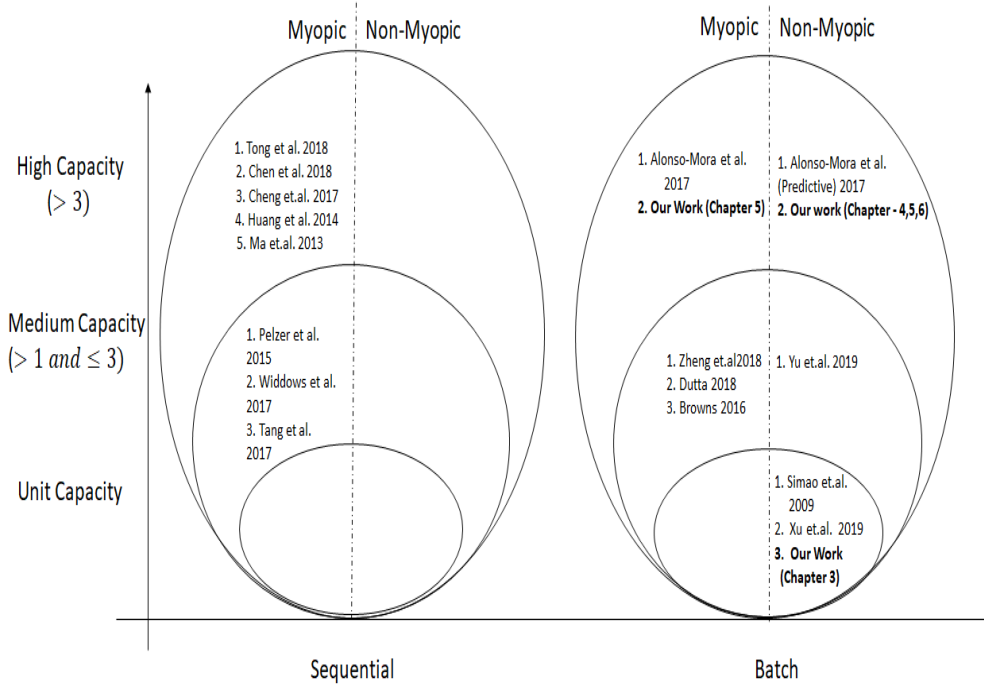 Myopic
Non-Myopic
Myopic
Non-Myopic
High Capacity
(> 3)
1. Tong et al. 2018
2. Chen et al. 2018
3. Cheng et.al. 2017
4. Huang et al. 2014
5. Ma et.al. 2013
1. Alonso-Mora et al.
2017
2. Our Work (Chapter 5)
1. Alonso-Mora et al.
(Predictive) 2017
2. Our work (Chapter - 4,5,6)
Medium Capacity
(> 1 and ≤ 3)
1. Pelzer et al.
2015
2. Widdows et al.
2017
3. Tang et al.
2017
1. Zheng et.al2018
2. Dutta 2018
3. Browns 2016
1. Yu et.al. 2019
Unit Capacity
1. Simao et.al.
2009
2. Xu et.al. 2019
3. Our Work
(Chapter 3)
Sequential
Batch